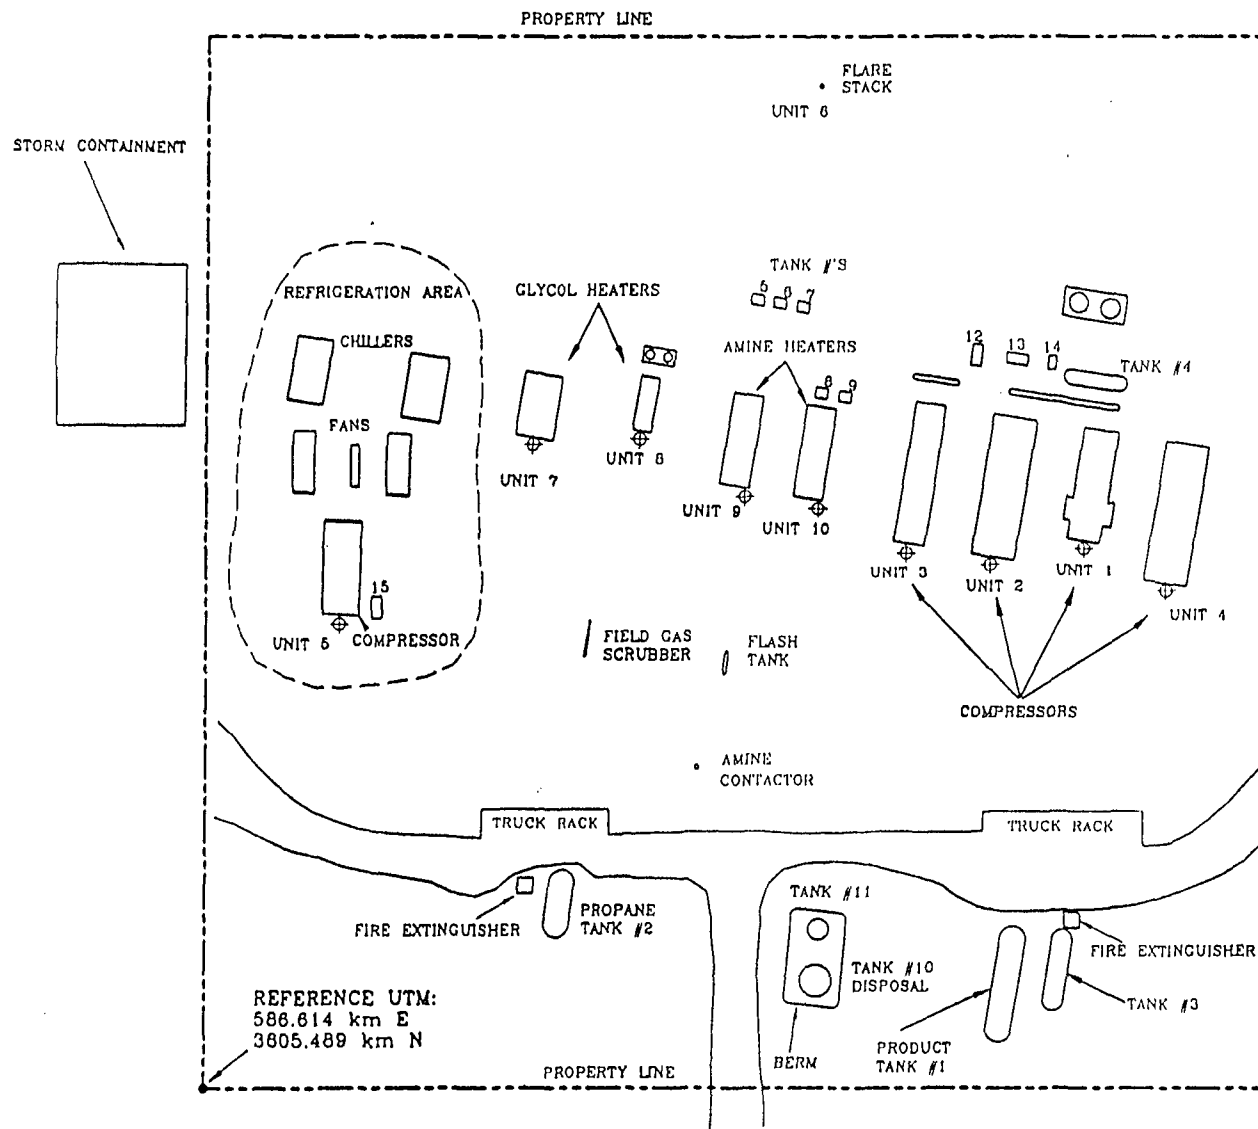 PROPERTY LINE
FLARE
STACK
UNIT 6
STORM CONTAINMENT
TANK #'S
5 6 7
REFRIGERATION AREA
GLYCOL HEATERS
CHILLERS
AMINE HEATERS
12 13 14
TANK #4
8 9
FANS
UNIT 7
UNIT 8
UNIT 9
UNIT 10
UNIT 3
UNIT 2
UNIT 1
UNIT 4
15
UNIT 5
COMPRESSOR
FIELD GAS
SCRUBBER
FLASH
TANK
COMPRESSORS
AMINE
CONTACTOR
TRUCK RACK
TRUCK RACK
TANK #11
PROPANE
TANK #2
FIRE EXTINGUISHER
FIRE EXTINGUISHER
TANK #10
DISPOSAL
TANK #3
REFERENCE UTM:
586.614 km E
3605.489 km N
PRODUCT
TANK #1
BERM
PROPERTY LINE